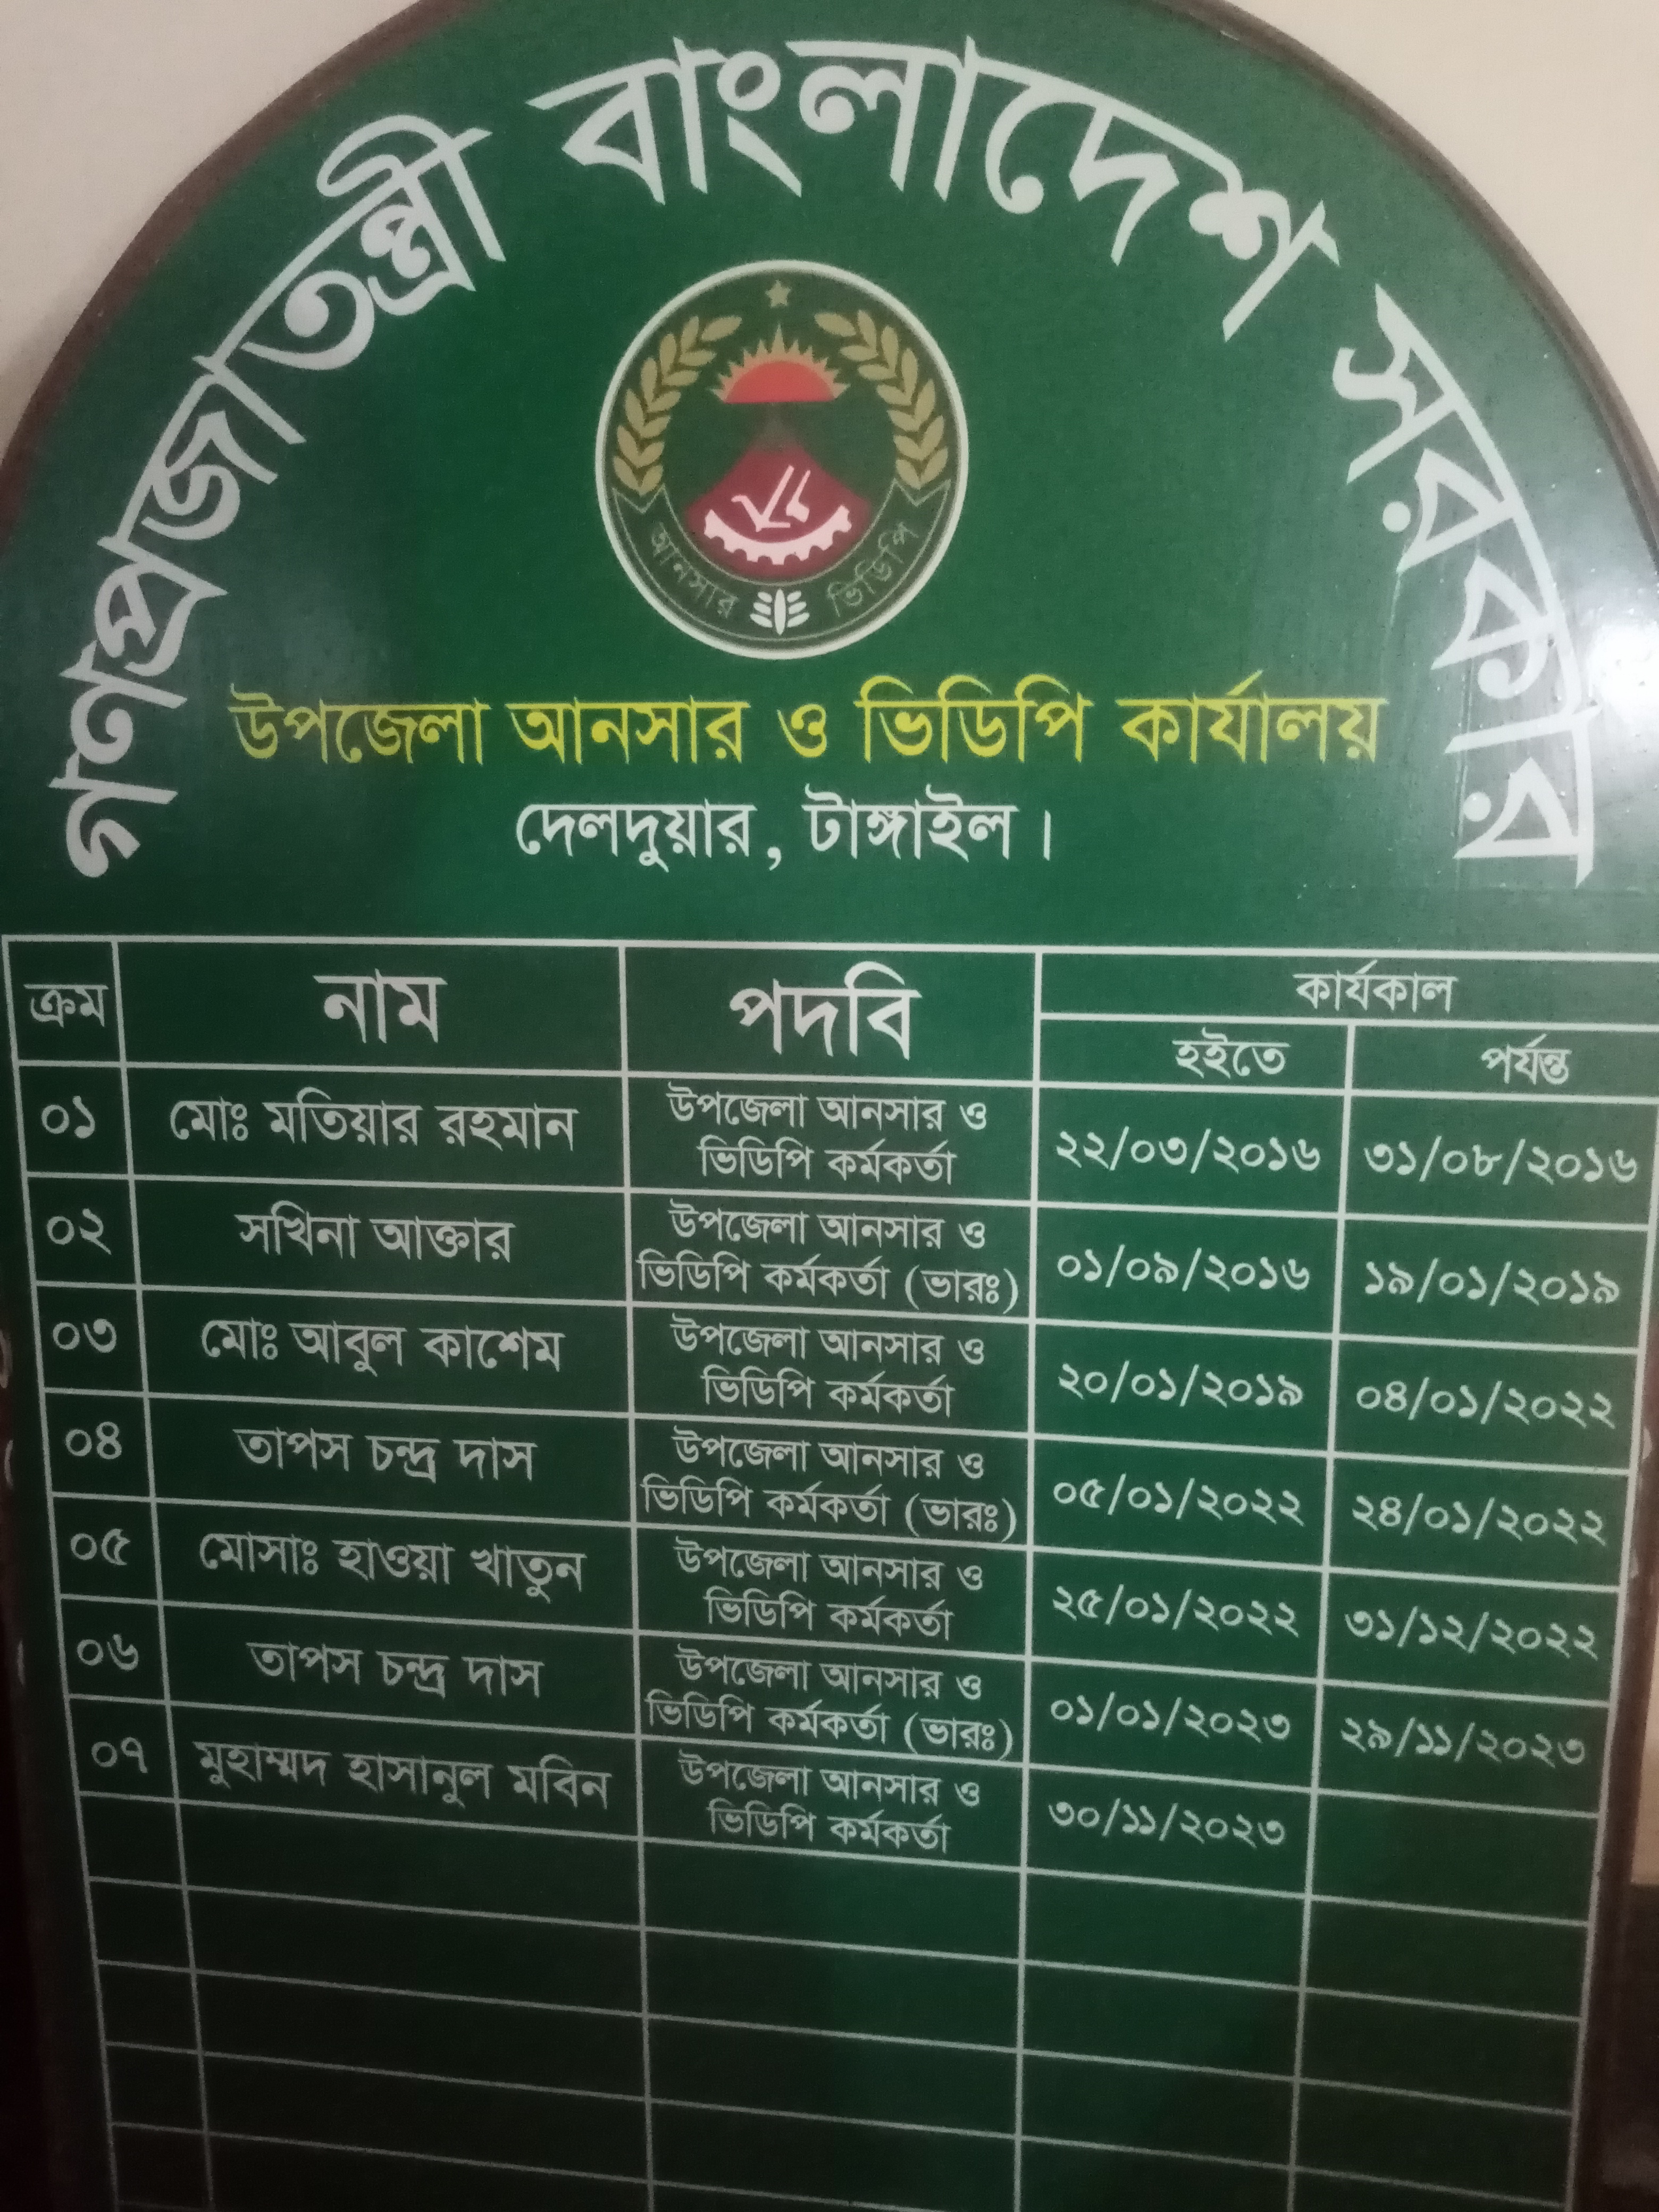 গণপ্রজাতন্ত্রী বাংলাদেশ সরকার
আনসার ভিডিপি
উপজেলা আনসার ও ভিডিপি কার্যালয়
দেলদুয়ার, টাঙ্গাইল।
ক্রম নাম পদবি কার্যকাল
হইতে পর্যন্ত
০১ মোঃ মতিয়ার রহমান উপজেলা আনসার ও
ভিডিপি কর্মকর্তা ২২/০৩/২০১৬ ৩১/০৮/২০১৬
০২ সখিনা আক্তার উপজেলা আনসার ও
ভিডিপি কর্মকর্তা (ভারঃ) ০১/০৯/২০১৬ ১৯/০১/২০১৯
০৩ মোঃ আবুল কাশেম উপজেলা আনসার ও
ভিডিপি কর্মকর্তা ২০/০১/২০১৯ ০৪/০১/২০২২
০৪ তাপস চন্দ্র দাস উপজেলা আনসার ও
ভিডিপি কর্মকর্তা (ভারঃ) ০৫/০১/২০২২ ২৪/০১/২০২২
০৫ মোসাঃ হাওয়া খাতুন উপজেলা আনসার ও
ভিডিপি কর্মকর্তা ২৫/০১/২০২২ ৩১/১২/২০২২
০৬ তাপস চন্দ্র দাস উপজেলা আনসার ও
ভিডিপি কর্মকর্তা (ভারঃ) ০১/০১/২০২৩ ২৯/১১/২০২৩
০৭ মুহাম্মদ হাসানুল মবিন উপজেলা আনসার ও
ভিডিপি কর্মকর্তা ৩০/১১/২০২৩